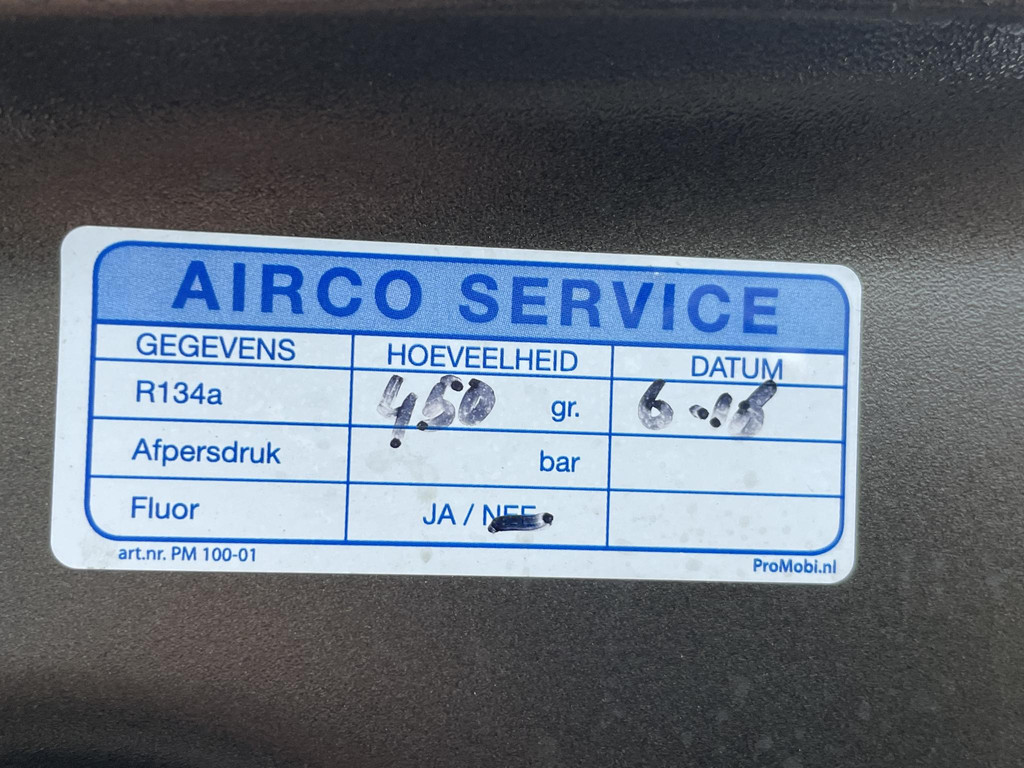 AIRCO SERVICE
GEGEVENS HOEVEELHEID DATUM
R134a 450 gr. 6-18
Afpersdruk bar
Fluor JA / NEE
art.nr. PM 100-01 ProMobi.nl